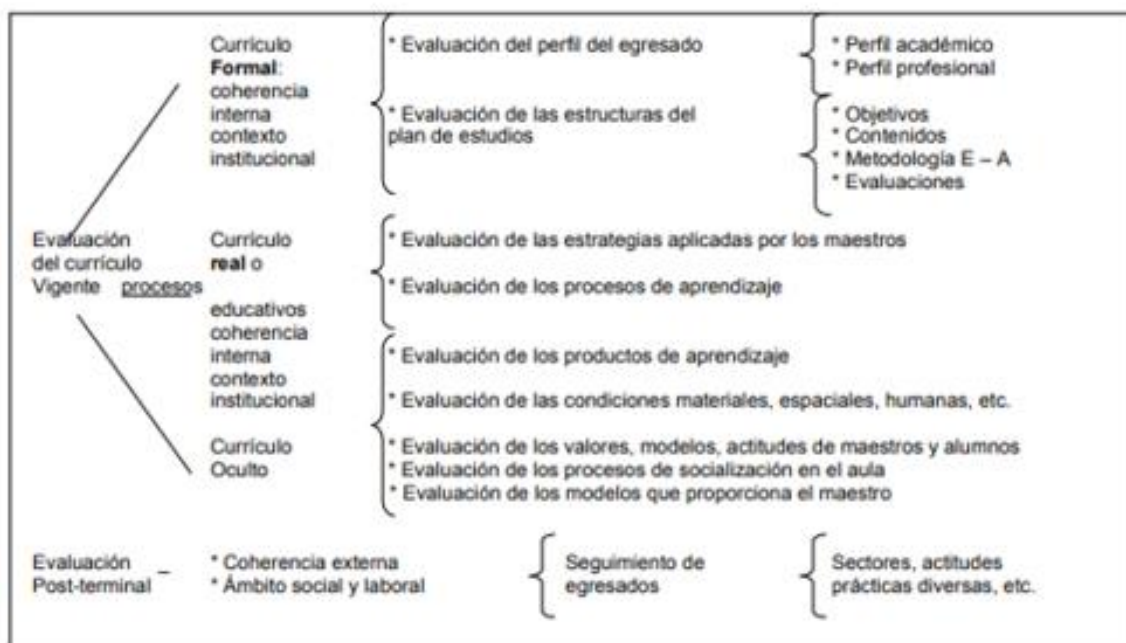 Currículo
Formal:
coherencia
interna
contexto
institucional
* Evaluación del perfil del egresado
* Evaluación de las estructuras del
plan de estudios
* Perfil académico
* Perfil profesional
* Objetivos
* Contenidos
* Metodología E – A
* Evaluaciones
Evaluación
del currículo
Vigente procesos
Currículo
real o
educativos
coherencia
interna
contexto
institucional
* Evaluación de las estrategias aplicadas por los maestros
* Evaluación de los procesos de aprendizaje
* Evaluación de los productos de aprendizaje
* Evaluación de las condiciones materiales, espaciales, humanas, etc.
Currículo
Oculto
* Evaluación de los valores, modelos, actitudes de maestros y alumnos
* Evaluación de los procesos de socialización en el aula
* Evaluación de los modelos que proporciona el maestro
Evaluación
Post-terminal –
* Coherencia externa
* Ámbito social y laboral
Seguimiento de
egresados
Sectores, actitudes
prácticas diversas, etc.